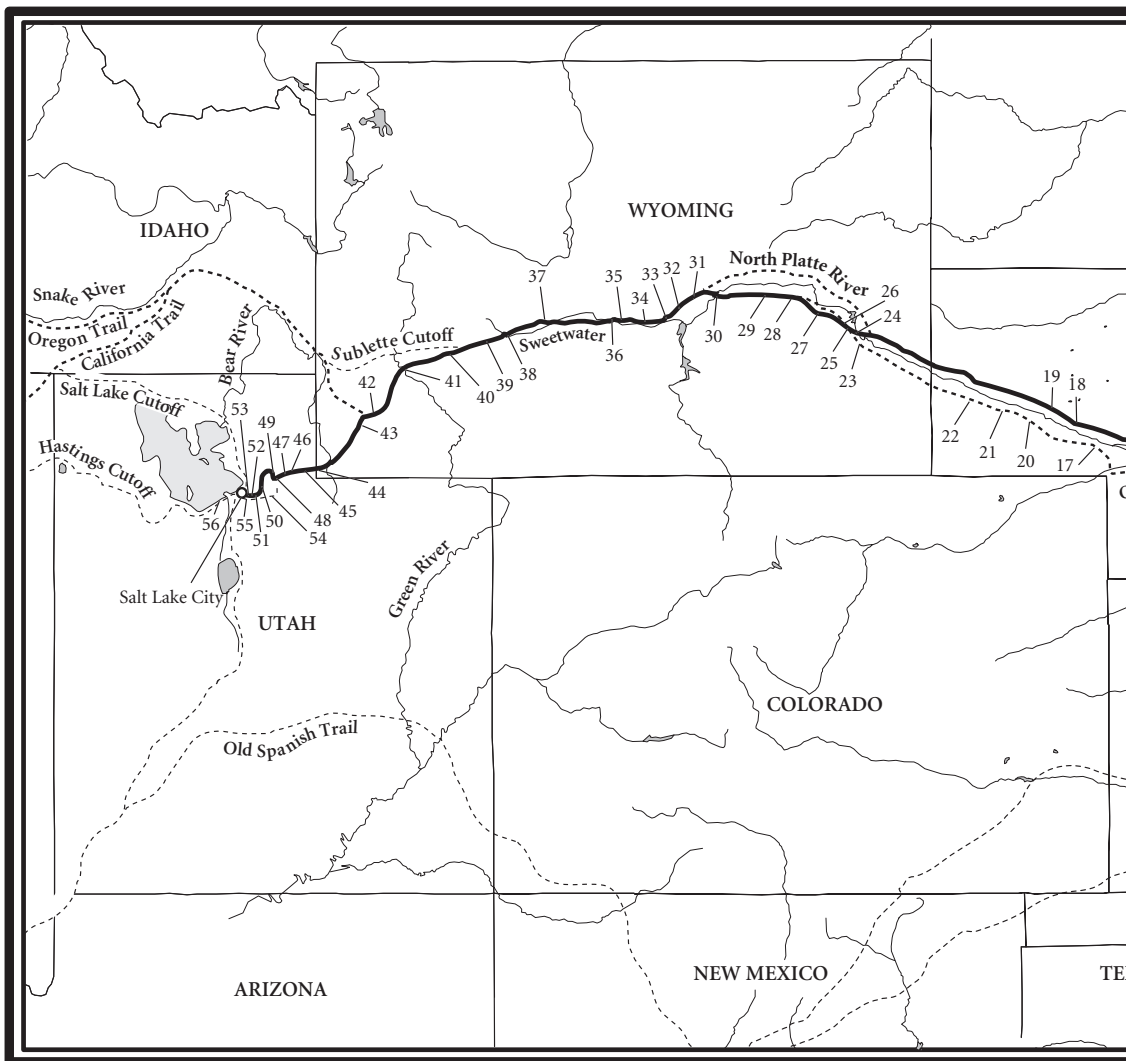 WYOMING
IDAHO
North Platte River
Snake River
Oregon Trail
California Trail
Bear River
Sublette Cutoff
Sweetwater
Salt Lake Cutoff
Hastings Cutoff
37
35
33
32
31
34
36
30
29
28
27
26
24
25
23
38
39
40
41
42
43
19
18
22
21
20
17
53
52
49
47
46
44
45
48
50
54
51
55
56
Salt Lake City
UTAH
Green River
COLORADO
Old Spanish Trail
ARIZONA
NEW MEXICO